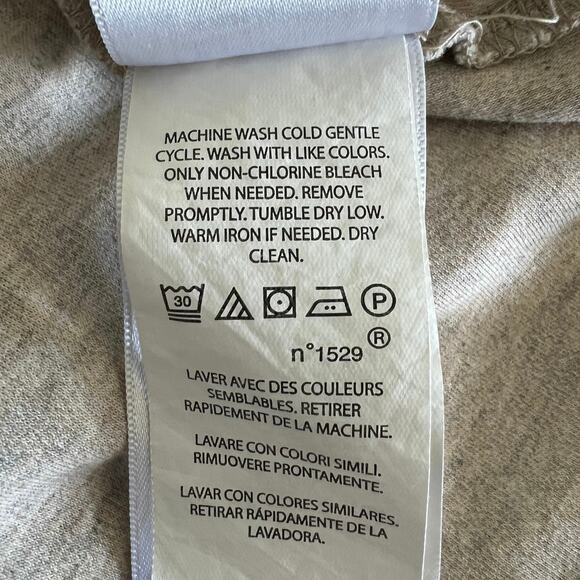 MACHINE WASH COLD GENTLE
CYCLE. WASH WITH LIKE COLORS.
ONLY NON-CHLORINE BLEACH
WHEN NEEDED. REMOVE
PROMPTLY. TUMBLE DRY LOW.
WARM IRON IF NEEDED. DRY
CLEAN.
30 P
n°1529 ®
LAVER AVEC DES COULEURS
SEMBLABLES. RETIRER
RAPIDEMENT DE LA MACHINE.
LAVARE CON COLORI SIMILI.
RIMUOVERE PRONTAMENTE.
LAVAR CON COLORES SIMILARES.
RETIRAR RÁPIDAMENTE DE LA
LAVADORA.